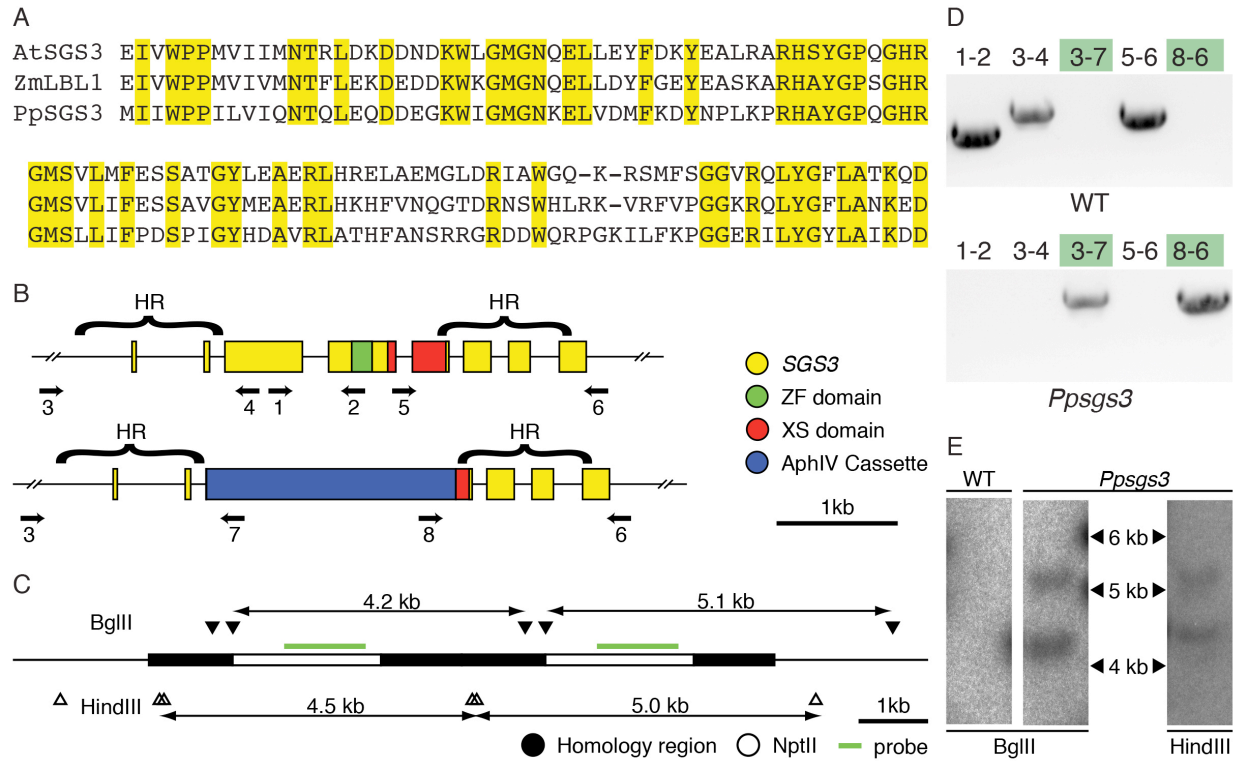 A
AtSGS3 EIVWPPMVIIMNTRLDKDDNDKWLGMGNQELLEYFDKYEALRARHSYGPQGHR
ZmLBL1 EIVWPPMVIVMNTFLEKDEDDKWKGMGNQELLDYFGEYEASKARHAYGPSGHR
PpSGS3 MIIWPPILVIQNTQLEQDDEGKWIGMGNKELVDMFKDYNPLKPRHAYGPQGHR
GMSVLMFESSATGYLEAERLHRELAEMGLDRIAWGQ-K-RSMFSGGVRQLYGFLATKQD
GMSVLIFESSAVGYMEAERLHKHFVNQGTDRNSWHLRK-VRFVPGGKRQLYGFLANKED
GMSLLIFPDSPIGYHDAVRLATHFANSRRGRDDWQRPGKILFKPGGERILYGYLAIKDD
B
HR HR
3 4 1 2 5 6
HR HR
3 7 8 6
SGS3
ZF domain
XS domain
AphIV Cassette
1kb
C
4.2 kb 5.1 kb
BglII
HindIII
4.5 kb 5.0 kb
1kb
Homology region NptII probe
D
1-2 3-4 3-7 5-6 8-6
WT
1-2 3-4 3-7 5-6 8-6
Ppsgs3
E
WT Ppsgs3
6 kb
5 kb
4 kb
BglII HindIII